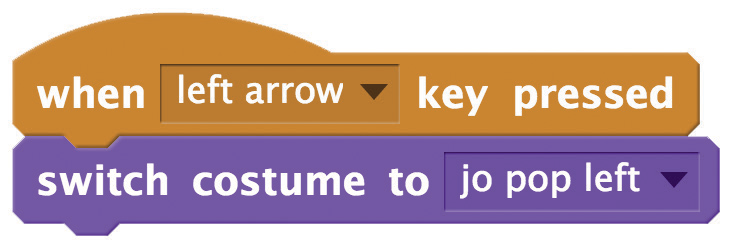 when left arrow key pressed
switch costume to jo pop left